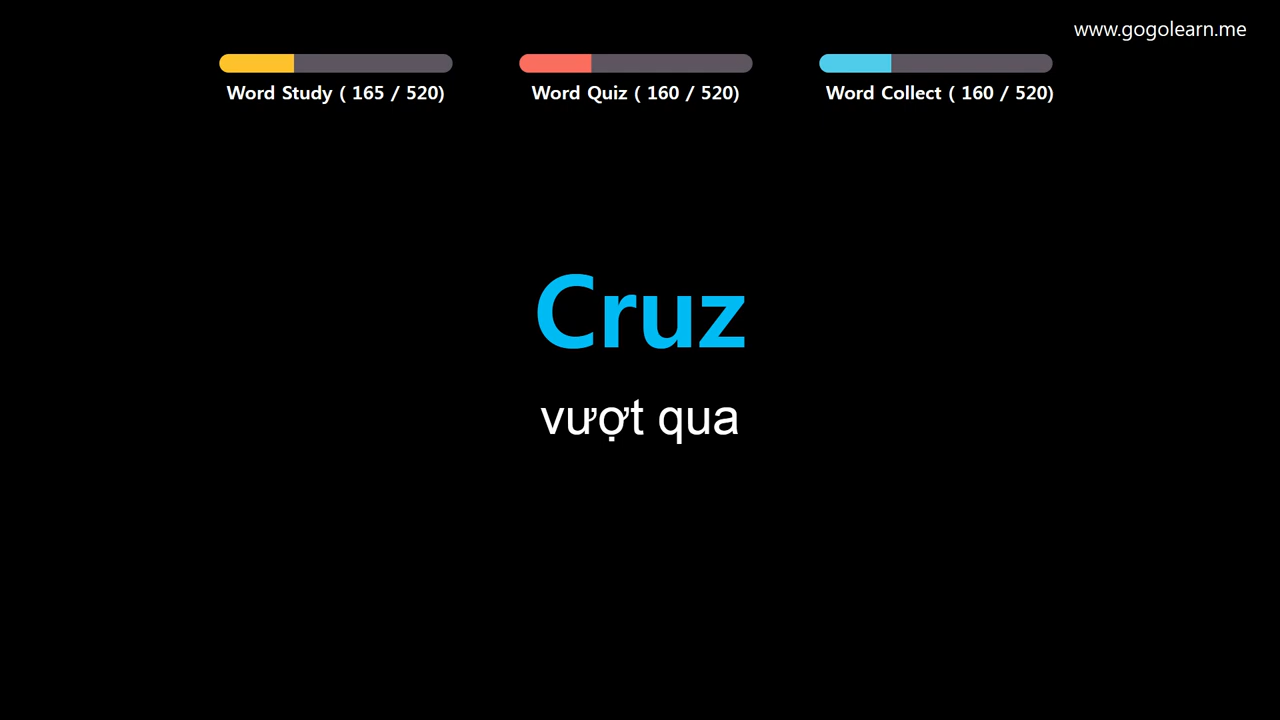 www.gogolearn.me
Word Study ( 165 / 520)
Word Quiz ( 160 / 520)
Word Collect ( 160 / 520)
Cruz
vượt qua